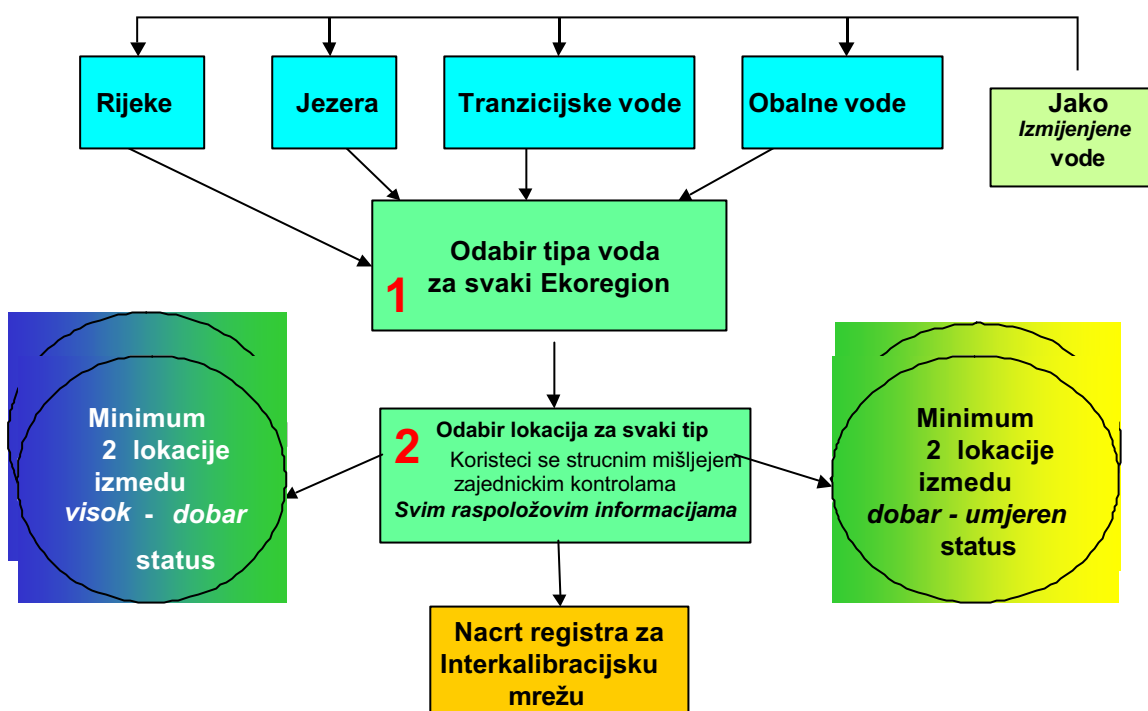 Rijeke
Jezera
Tranzicijske vode
Obalne vode
Jako
Izmijenjene
vode
Odabir tipa voda
za svaki Ekoregion
1
Minimum
2 lokacije
izmedu
visok - dobar
status
2
Odabir lokacija za svaki tip
Koristeci se strucnim mišljejem
zajednickim kontrolama
Svim raspoložovim informacijama
Minimum
2 lokacije
izmedu
dobar - umjeren
status
Nacrt registra za
Interkalibracijsku
mrežu